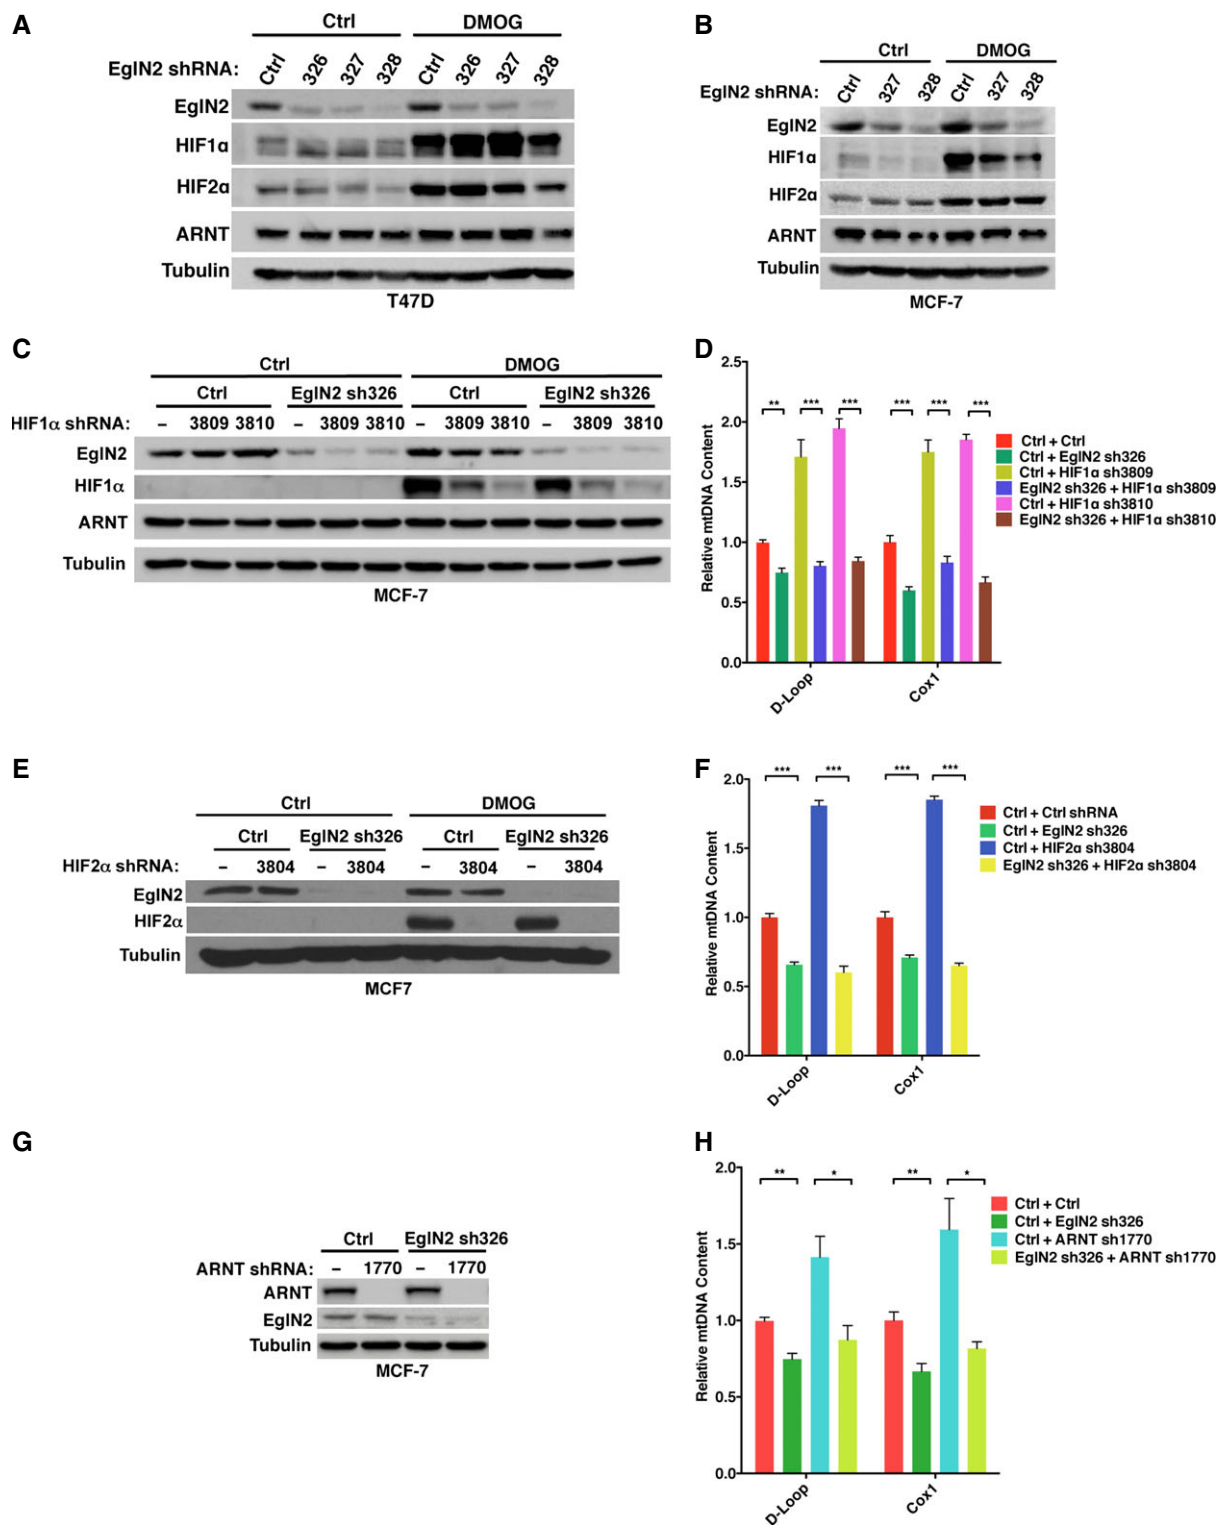 A
Ctrl DMOG
EglN2 shRNA: Ctrl 326 327 328 Ctrl 326 327 328
EglN2
HIF1α
HIF2α
ARNT
Tubulin
T47D
B
Ctrl DMOG
EglN2 shRNA: Ctrl 327 328 Ctrl 327 328
EglN2
HIF1α
HIF2α
ARNT
Tubulin
MCF-7
C
Ctrl DMOG
Ctrl EglN2 sh326 Ctrl EglN2 sh326
HIF1α shRNA: – 3809 3810 – 3809 3810 – 3809 3810 – 3809 3810
EglN2
HIF1α
ARNT
Tubulin
MCF-7
D
Relative mtDNA Content
2.5
2.0
1.5
1.0
0.5
0.0
** *** *** *** *** ***
D-Loop Cox1
Ctrl + Ctrl
Ctrl + EglN2 sh326
Ctrl + HIF1α sh3809
EglN2 sh326 + HIF1α sh3809
Ctrl + HIF1α sh3810
EglN2 sh326 + HIF1α sh3810
E
Ctrl DMOG
Ctrl EglN2 sh326 Ctrl EglN2 sh326
HIF2α shRNA: – 3804 – 3804 – 3804 – 3804
EglN2
HIF2α
Tubulin
MCF7
F
Relative mtDNA Content
2.0
1.5
1.0
0.5
0.0
*** *** *** ***
D-Loop Cox1
Ctrl + Ctrl shRNA
Ctrl + EglN2 sh326
Ctrl + HIF2α sh3804
EglN2 sh326 + HIF2α sh3804
G
Ctrl EglN2 sh326
ARNT shRNA: – 1770 – 1770
ARNT
EglN2
Tubulin
MCF-7
H
Relative mtDNA Content
2.0
1.5
1.0
0.5
0.0
** * ** *
D-Loop Cox1
Ctrl + Ctrl
Ctrl + EglN2 sh326
Ctrl + ARNT sh1770
EglN2 sh326 + ARNT sh1770